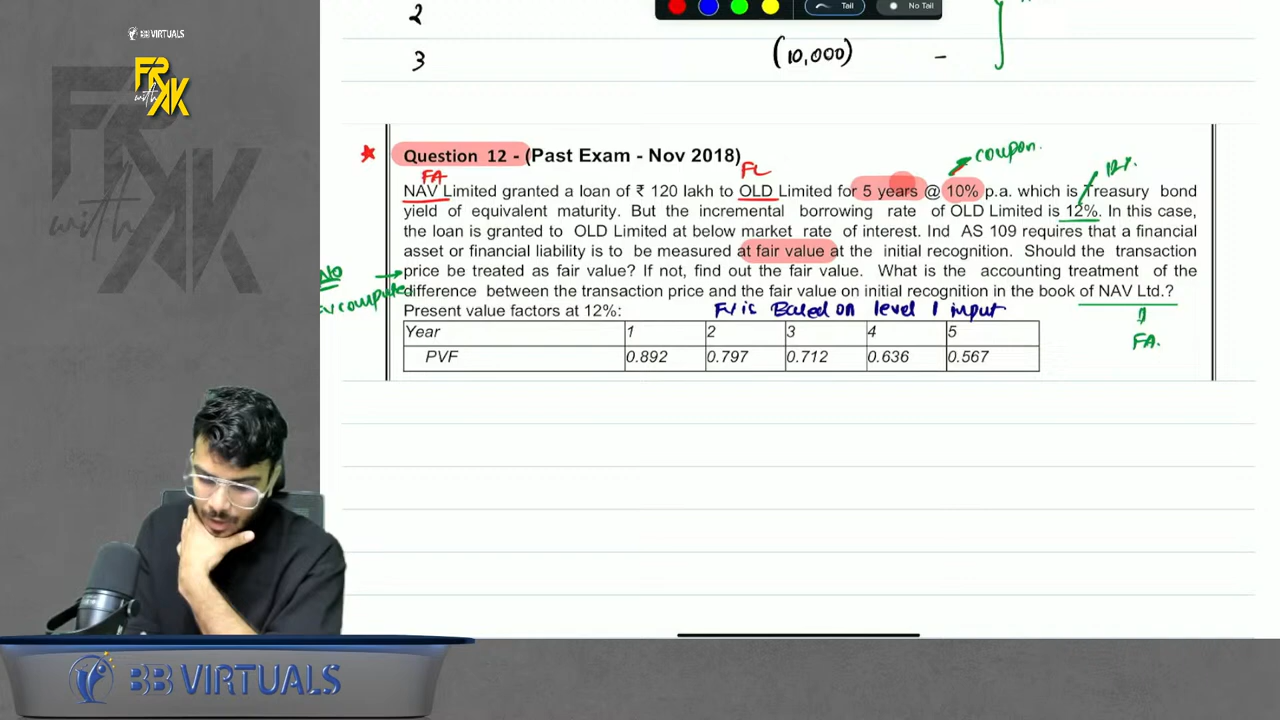 Tail
No Tail
BB VIRTUALS
2
3 (10,000) -
FR
with
AK
FR
with
AK
Question 12 - (Past Exam - Nov 2018)
coupon.
FA
FL
NAV Limited granted a loan of ₹ 120 lakh to OLD Limited for 5 years @ 10% p.a. which is Treasury bond
yield of equivalent maturity. But the incremental borrowing rate of OLD Limited is 12%. In this case,
the loan is granted to OLD Limited at below market rate of interest. Ind AS 109 requires that a financial
asset or financial liability is to be measured at fair value at the initial recognition. Should the transaction
price be treated as fair value? If not, find out the fair value. What is the accounting treatment of the
difference between the transaction price and the fair value on initial recognition in the book of NAV Ltd.?
No
compute
Present value factors at 12%: FV is Based on level 1 input
FA.
Year 1 2 3 4 5
PVF 0.892 0.797 0.712 0.636 0.567
BB VIRTUALS